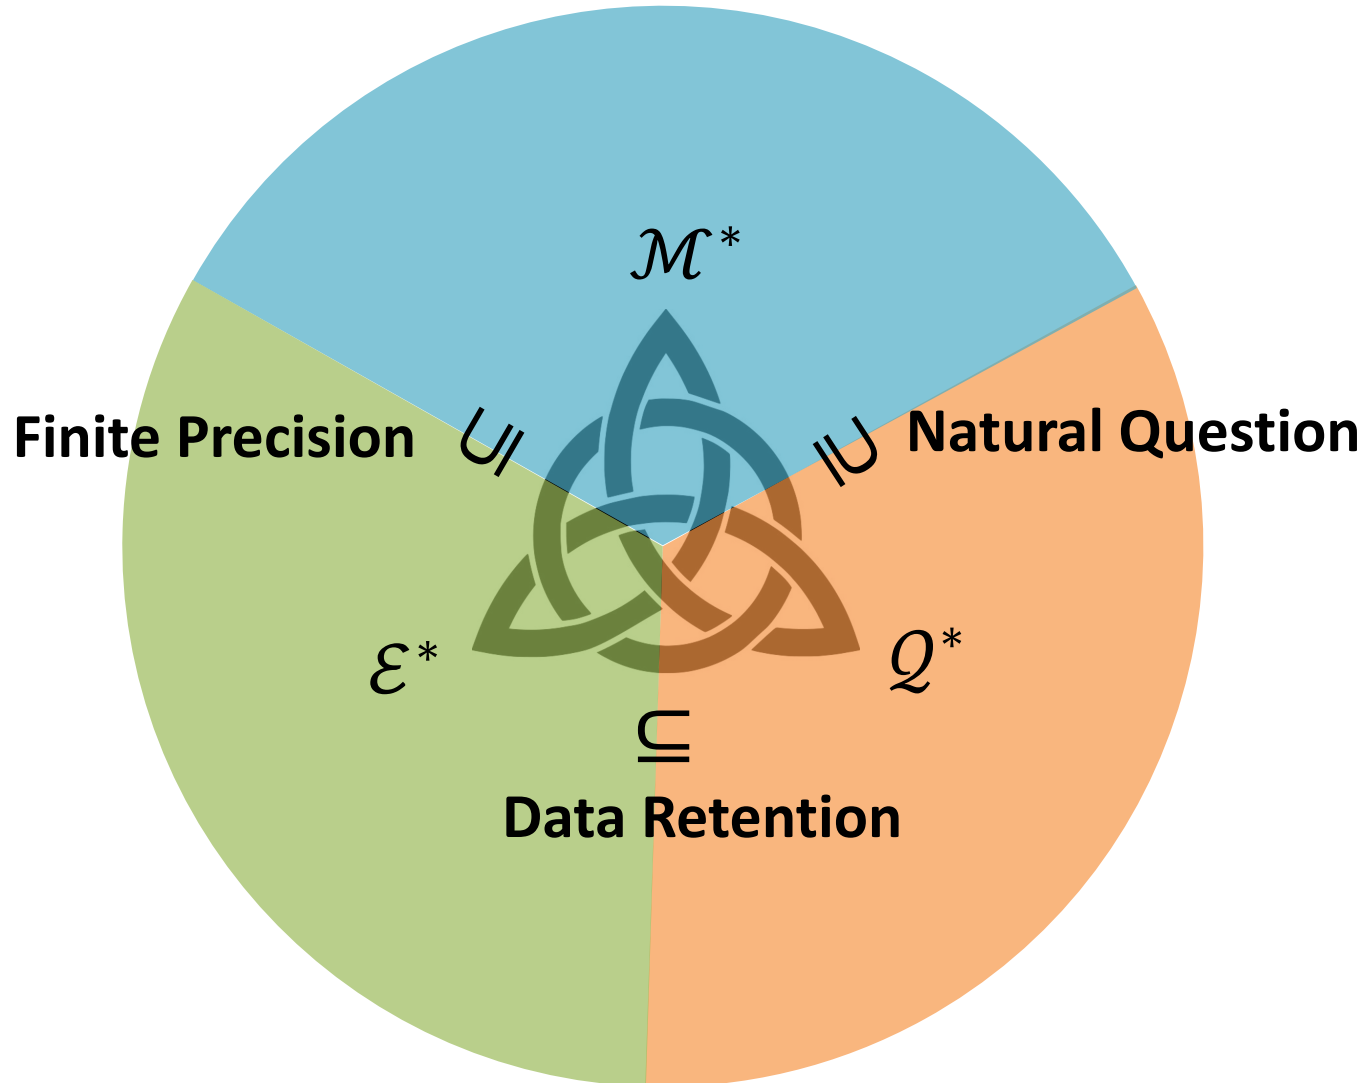 ℳ*
Finite Precision ⊆ ⊆ Natural Question
ℰ* 𝒬*
⊆
Data Retention